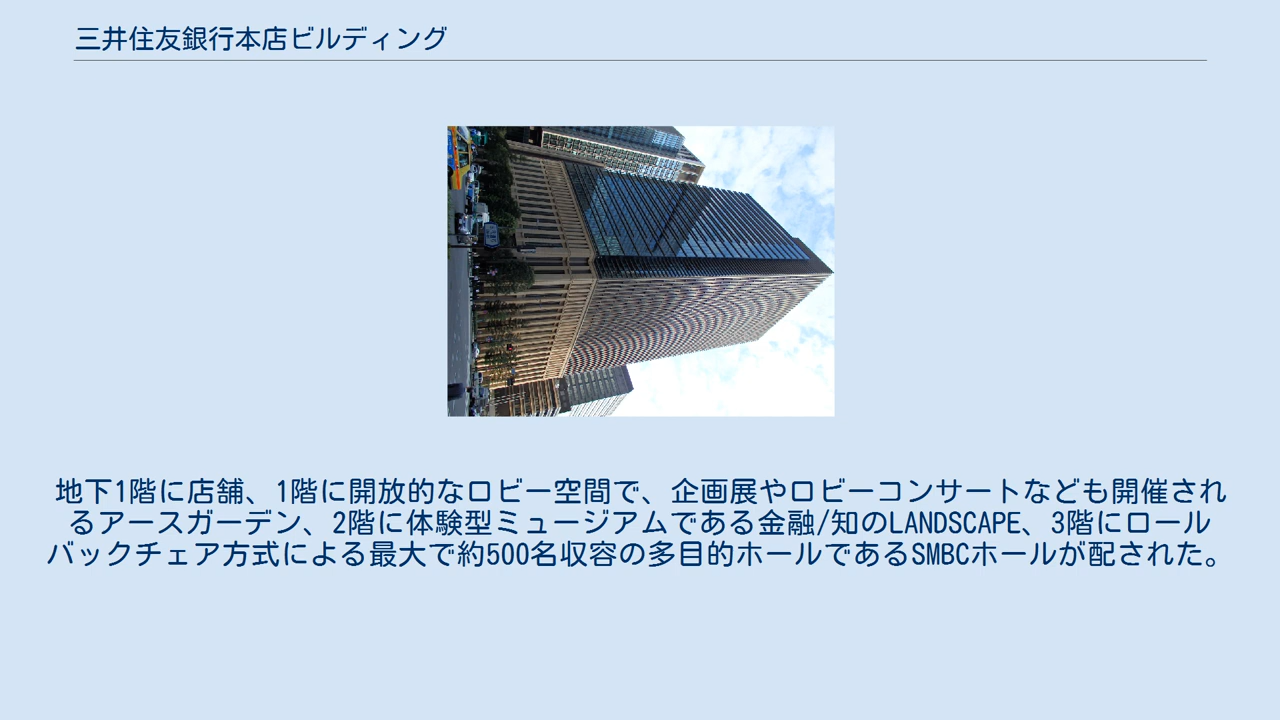 三井住友銀行本店ビルディング
地下1階に店舗、1階に開放的なロビー空間で、企画展やロビーコンサートなども開催され
るアースガーデン、2階に体験型ミュージアムである金融/知のLANDSCAPE、3階にロール
バックチェア方式による最大で約500名収容の多目的ホールであるSMBCホールが配された。